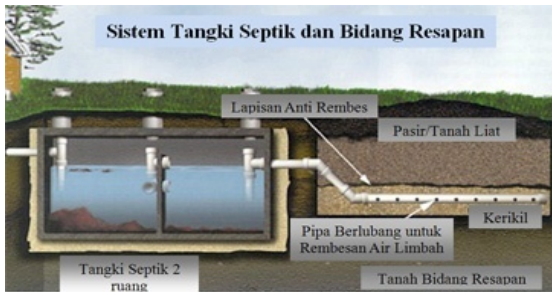 Sistem Tangki Septik dan Bidang Resapan
Lapisan Anti Rembes
Pasir/Tanah Liat
Kerikil
Pipa Berlubang untuk
Rembesan Air Limbah
Tangki Septik 2
ruang
Tanah Bidang Resapan